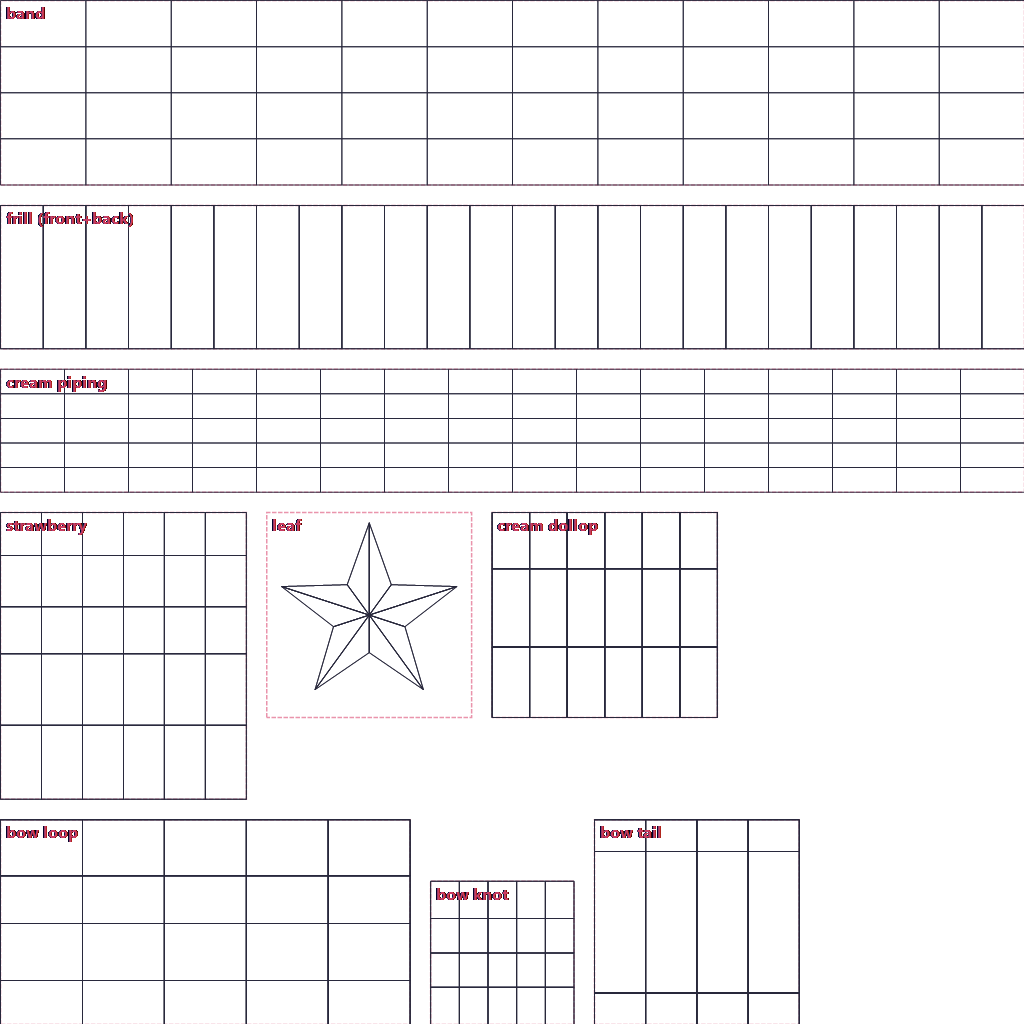 band
frill (front+back)
cream piping
strawberry
leaf
cream dollop
bow loop
bow tail
bow knot